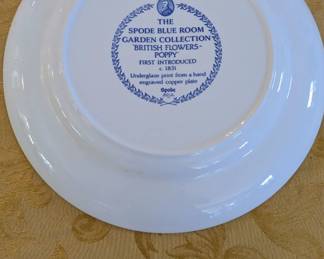 THE
SPODE BLUE ROOM
GARDEN COLLECTION
'BRITISH FLOWERS-
POPPY'
FIRST INTRODUCED
c. 1831
Underglaze print from a hand
engraved copper plate
Spode